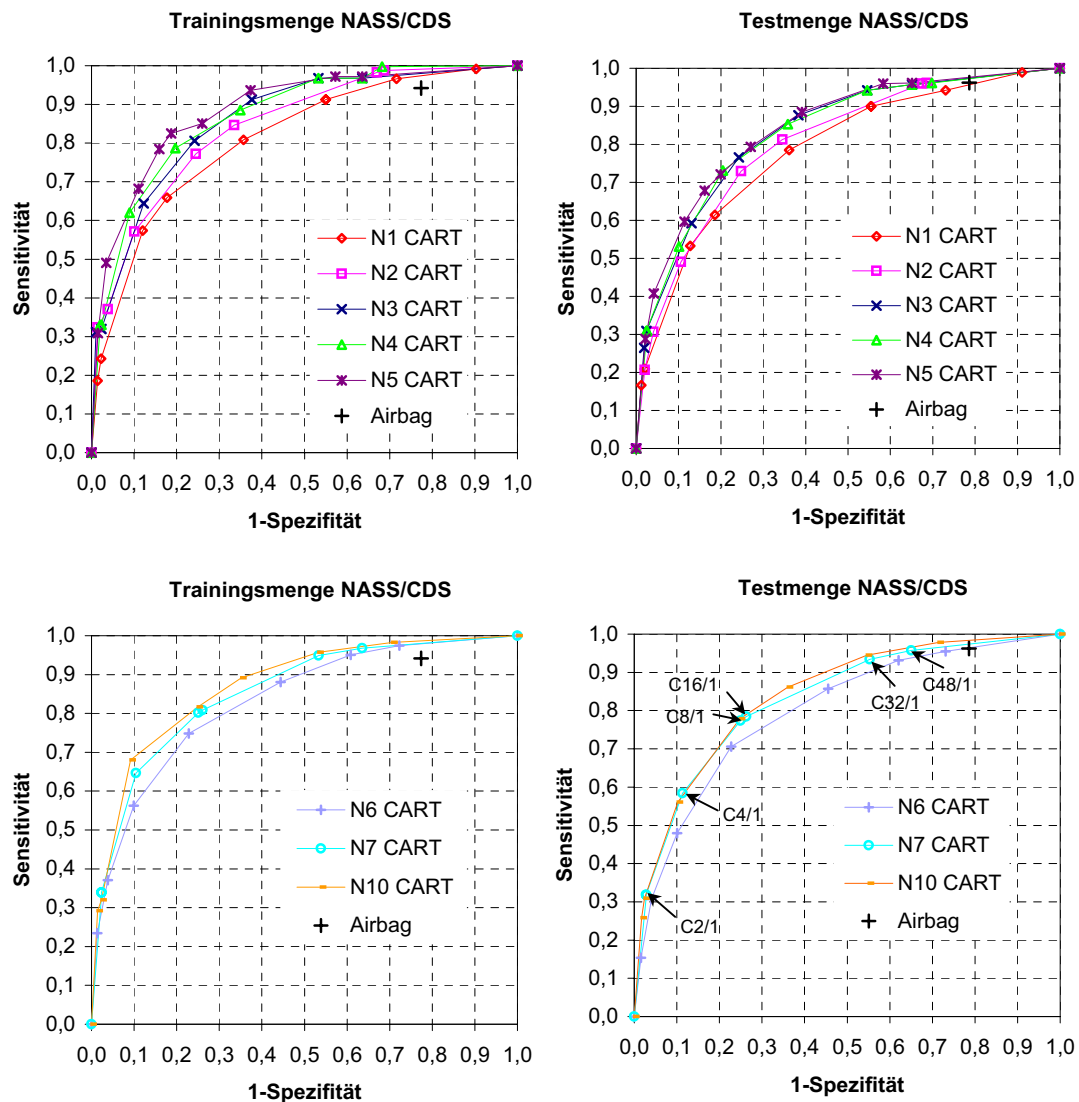 Trainingsmenge NASS/CDS
Sensitivität
1,0
0,9
0,8
0,7
0,6
0,5
0,4
0,3
0,2
0,1
0,0
N1 CART
N2 CART
N3 CART
N4 CART
N5 CART
Airbag
0,0 0,1 0,2 0,3 0,4 0,5 0,6 0,7 0,8 0,9 1,0
1-Spezifität
Testmenge NASS/CDS
Sensitivität
1,0
0,9
0,8
0,7
0,6
0,5
0,4
0,3
0,2
0,1
0,0
N1 CART
N2 CART
N3 CART
N4 CART
N5 CART
Airbag
0,0 0,1 0,2 0,3 0,4 0,5 0,6 0,7 0,8 0,9 1,0
1-Spezifität
Trainingsmenge NASS/CDS
Sensitivität
1,0
0,9
0,8
0,7
0,6
0,5
0,4
0,3
0,2
0,1
0,0
N6 CART
N7 CART
N10 CART
Airbag
0,0 0,1 0,2 0,3 0,4 0,5 0,6 0,7 0,8 0,9 1,0
1-Spezifität
Testmenge NASS/CDS
Sensitivität
1,0
0,9
0,8
0,7
0,6
0,5
0,4
0,3
0,2
0,1
0,0
C16/1
C48/1
C32/1
C8/1
C4/1
C2/1
N6 CART
N7 CART
N10 CART
Airbag
0,0 0,1 0,2 0,3 0,4 0,5 0,6 0,7 0,8 0,9 1,0
1-Spezifität